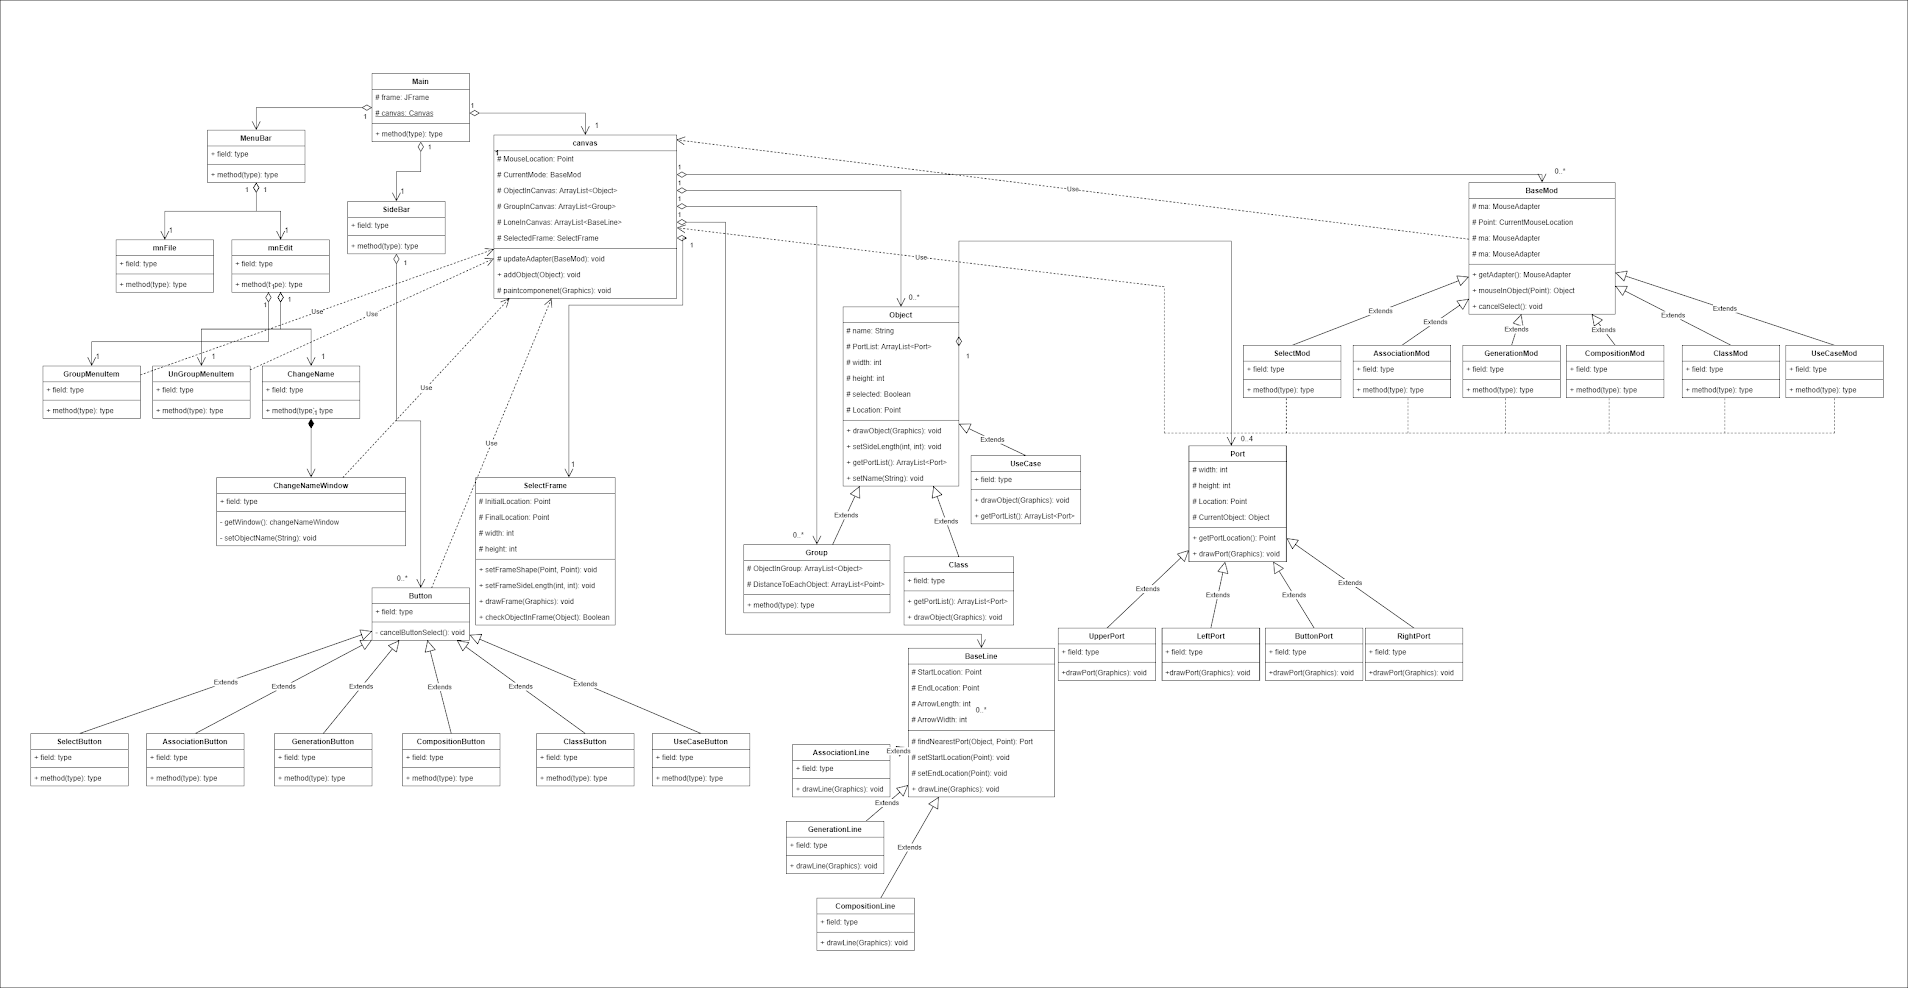 Main
# frame: JFrame
# canvas: Canvas
+ method(type): type
1
1
1
1
1
MenuBar
+ field: type
+ method(type): type
1
1
1
1
mnFile
+ field: type
+ method(type): type
mnEdit
+ field: type
+ method(type): type
1
1
1
1
1
SideBar
+ field: type
+ method(type): type
1
canvas
1
# MouseLocation: Point
# CurrentMode: BaseMod
# ObjectInCanvas: ArrayList<Object>
# GroupInCanvas: ArrayList<Group>
# LoneInCanvas: ArrayList<BaseLine>
# SelectedFrame: SelectFrame
# updateAdapter(BaseMod): void
+ addObject(Object): void
# paintcomponenet(Graphics): void
1
1
1
1
1
Use
Use
Use
Use
Use
Use
GroupMenuItem
+ field: type
+ method(type): type
UnGroupMenuItem
+ field: type
+ method(type): type
ChangeName
+ field: type
+ method(type): type
1
ChangeNameWindow
+ field: type
- getWindow(): changeNameWindow
- setObjectName(String): void
1
SelectFrame
# InitialLocation: Point
# FinalLocation: Point
# width: int
# height: int
+ setFrameShape(Point, Point): void
+ setFrameSideLength(int, int): void
+ drawFrame(Graphics): void
+ checkObjectInFrame(Object): Boolean
0..*
Button
+ field: type
- cancelButtonSelect(): void
Extends
Extends
Extends
Extends
Extends
Extends
SelectButton
+ field: type
+ method(type): type
AssociationButton
+ field: type
+ method(type): type
GenerationButton
+ field: type
+ method(type): type
CompositionButton
+ field: type
+ method(type): type
ClassButton
+ field: type
+ method(type): type
UseCaseButton
+ field: type
+ method(type): type
0..*
Object
# name: String
# PortList: ArrayList<Port>
# width: int
# height: int
# selected: Boolean
# Location: Point
+ drawObject(Graphics): void
+ setSideLength(int, int): void
+ getPortList(): ArrayList<Port>
+ setName(String): void
1
Extends
Extends
Extends
UseCase
+ field: type
+ drawObject(Graphics): void
+ getPortList(): ArrayList<Port>
0..*
Group
# ObjectInGroup: ArrayList<Object>
# DistanceToEachObject: ArrayList<Point>
+ method(type): type
Class
+ field: type
+ getPortList(): ArrayList<Port>
+ drawObject(Graphics): void
BaseLine
# StartLocation: Point
# EndLocation: Point
# ArrowLength: int
# ArrowWidth: int
0..*
# findNearestPort(Object, Point): Port
# setStartLocation(Point): void
# setEndLocation(Point): void
+ drawLine(Graphics): void
Extends
Extends
Extends
AssociationLine
+ field: type
+ drawLine(Graphics): void
GenerationLine
+ field: type
+ drawLine(Graphics): void
CompositionLine
+ field: type
+ drawLine(Graphics): void
0..*
BaseMod
# ma: MouseAdapter
# Point: CurrentMouseLocation
# ma: MouseAdapter
# ma: MouseAdapter
+ getAdapter(): MouseAdapter
+ mouseInObject(Point): Object
+ cancelSelect(): void
Extends
Extends
Extends
Extends
Extends
Extends
SelectMod
+ field: type
+ method(type): type
AssociationMod
+ field: type
+ method(type): type
GenerationMod
+ field: type
+ method(type): type
CompositionMod
+ field: type
+ method(type): type
ClassMod
+ field: type
+ method(type): type
UseCaseMod
+ field: type
+ method(type): type
0..4
Port
# width: int
# height: int
# Location: Point
# CurrentObject: Object
+ getPortLocation(): Point
+ drawPort(Graphics): void
Extends
Extends
Extends
Extends
UpperPort
+ field: type
+drawPort(Graphics): void
LeftPort
+ field: type
+drawPort(Graphics): void
ButtonPort
+ field: type
+drawPort(Graphics): void
RightPort
+ field: type
+drawPort(Graphics): void